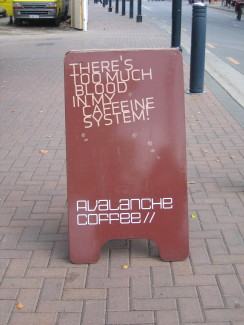 THERE'S
TOO MUCH
BLOOD
IN MY
CAFFEINE
SYSTEM!
AVALANCHE
COFFEE//